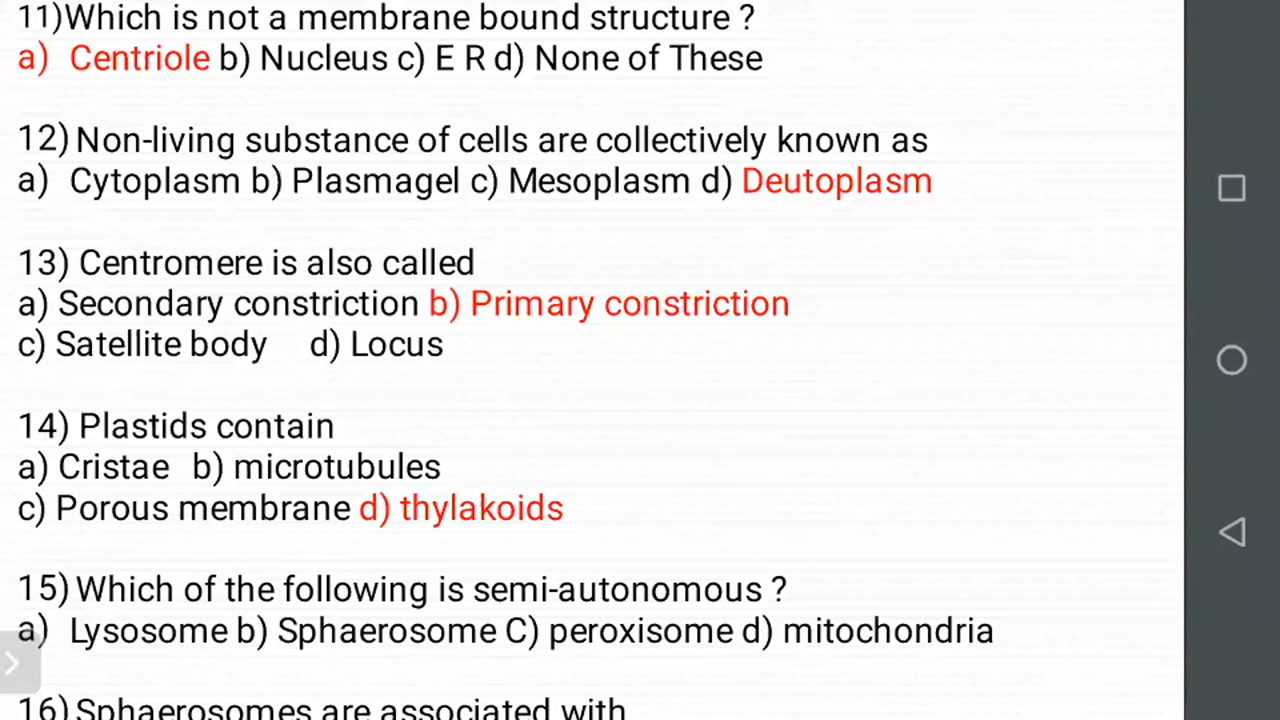 11)Which is not a membrane bound structure ?
a) Centriole b) Nucleus c) E R d) None of These
12) Non-living substance of cells are collectively known as
a) Cytoplasm b) Plasmagel c) Mesoplasm d) Deutoplasm
13) Centromere is also called
a) Secondary constriction b) Primary constriction
c) Satellite body d) Locus
14) Plastids contain
a) Cristae b) microtubules
c) Porous membrane d) thylakoids
15) Which of the following is semi-autonomous ?
a) Lysosome b) Sphaerosome C) peroxisome d) mitochondria
16) Sphaerosomes are associated with